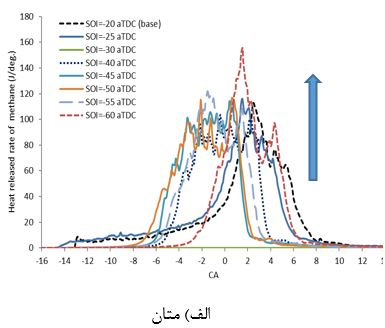 180
160
140
120
100
80
60
40
20
0
Heat released rate of methane (J/deg.)
SOI=-20 aTDC (base)
SOI=-25 aTDC
SOI=-30 aTDC
SOI=-40 aTDC
SOI=-45 aTDC
SOI=-50 aTDC
SOI=-55 aTDC
SOI=-60 aTDC
-16 -14 -12 -10 -8 -6 -4 -2 0 2 4 6 8 10 12
CA
الف) متان